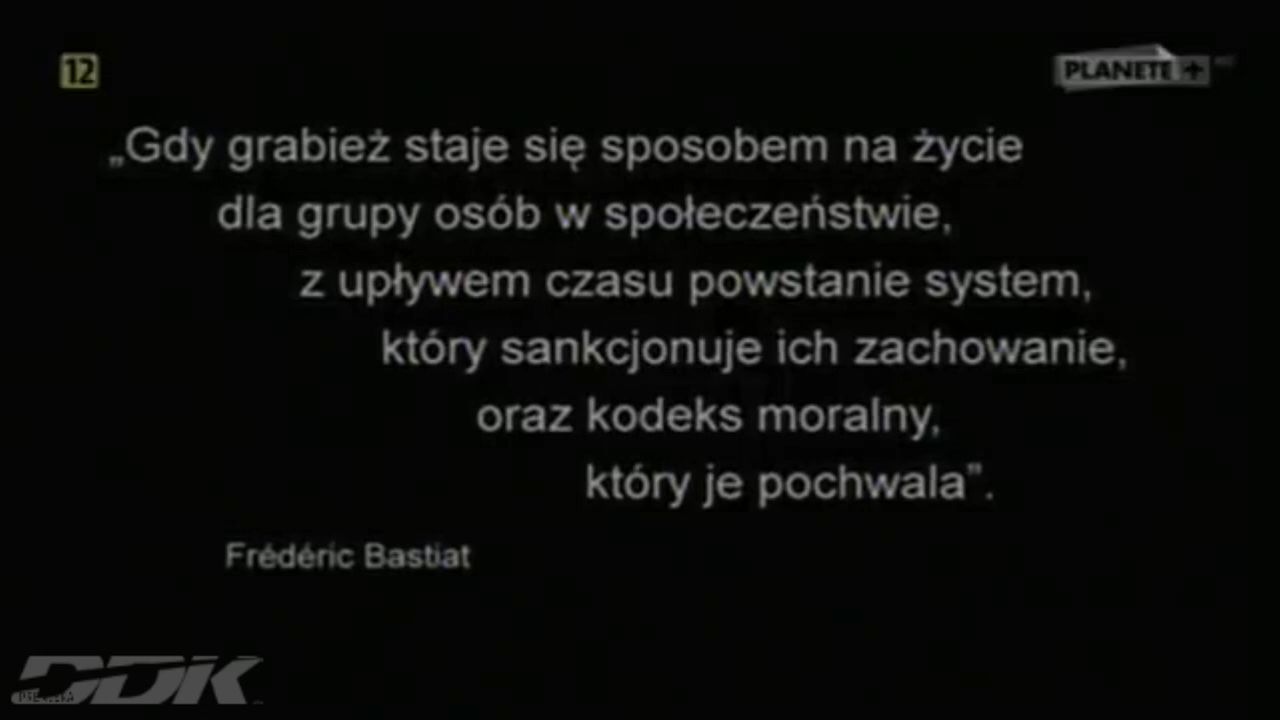 12
PLANETE +
„Gdy grabież staje się sposobem na życie
dla grupy osób w społeczeństwie,
z upływem czasu powstanie system,
który sankcjonuje ich zachowanie,
oraz kodeks moralny,
który je pochwala”.
Frédéric Bastiat
DDK